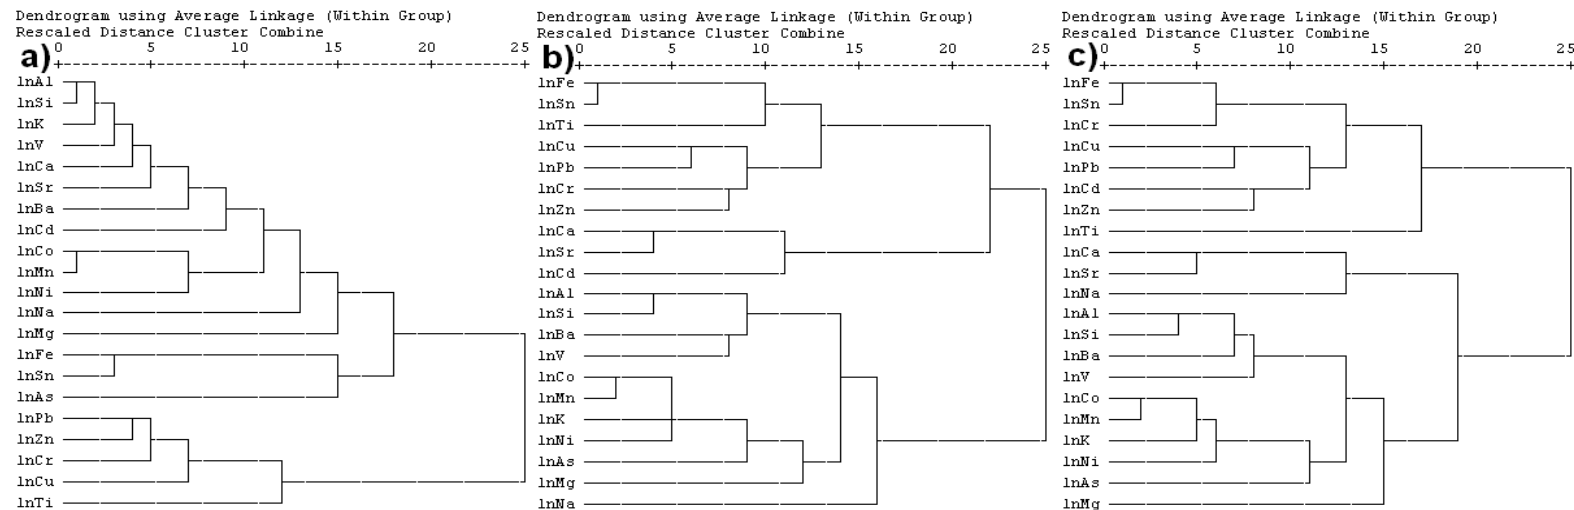 Dendrogram using Average Linkage (Within Group)
Rescaled Distance Cluster Combine
0 5 10 15 20 25
a)
lnAl
lnSi
lnK
lnV
lnCa
lnSr
lnBa
lnCd
lnCo
lnMn
lnNi
lnNa
lnMg
lnFe
lnSn
lnAs
lnPb
lnZn
lnCr
lnCu
lnTi
Dendrogram using Average Linkage (Within Group)
Rescaled Distance Cluster Combine
0 5 10 15 20 25
b)
lnFe
lnSn
lnTi
lnCu
lnPb
lnCr
lnZn
lnCa
lnSr
lnCd
lnAl
lnSi
lnBa
lnV
lnCo
lnMn
lnK
lnNi
lnAs
lnMg
lnNa
Dendrogram using Average Linkage (Within Group)
Rescaled Distance Cluster Combine
0 5 10 15 20 25
c)
lnFe
lnSn
lnCr
lnCu
lnPb
lnCd
lnZn
lnTi
lnCa
lnSr
lnNa
lnAl
lnSi
lnBa
lnV
lnCo
lnMn
lnK
lnNi
lnAs
lnMg